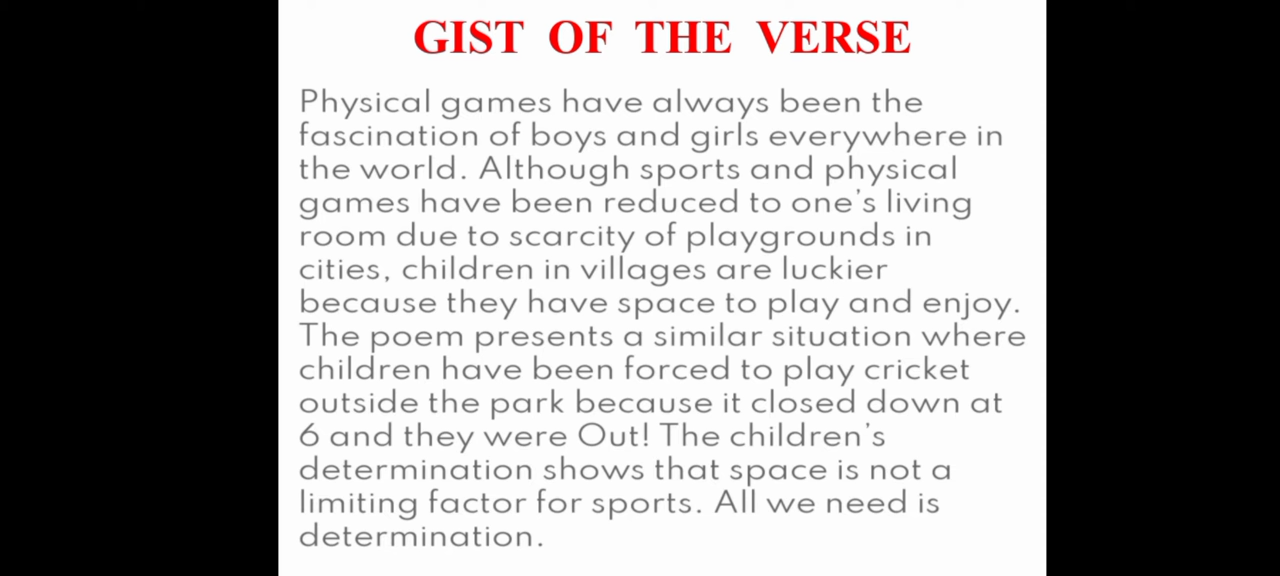 GIST OF THE VERSE
Physical games have always been the
fascination of boys and girls everywhere in
the world. Although sports and physical
games have been reduced to one's living
room due to scarcity of playgrounds in
cities, children in villages are luckier
because they have space to play and enjoy.
The poem presents a similar situation where
children have been forced to play cricket
outside the park because it closed down at
6 and they were Out! The children's
determination shows that space is not a
limiting factor for sports. All we need is
determination.